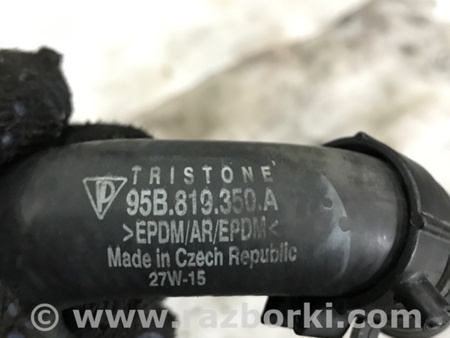 TRISTONE
95B.819.350.A
>EPDM/AR/EPDM<
Made in Czech Republic
27W-15
www.razborki.com